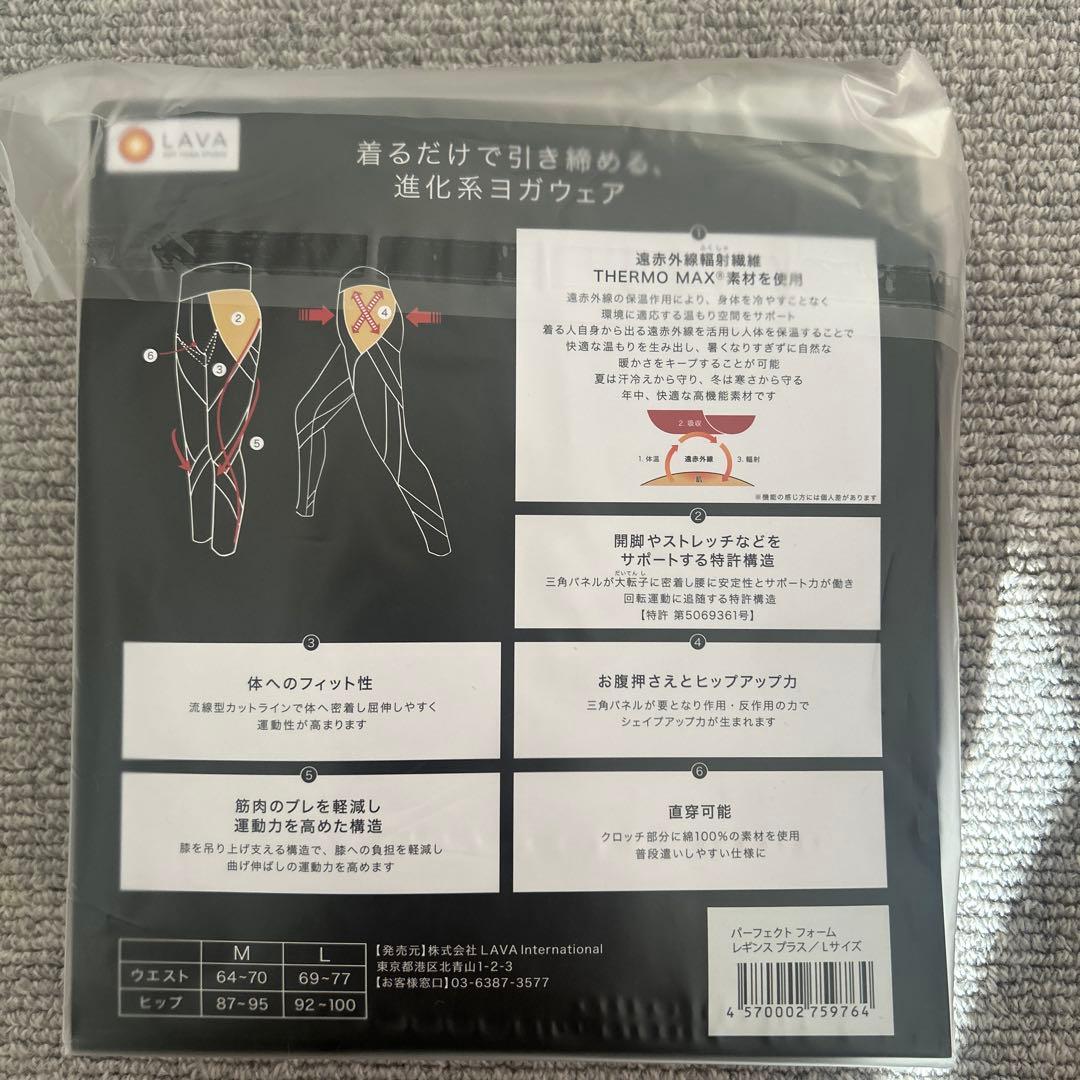 LAVA
HOT YOGA STUDIO
着るだけで引き締める、
進化系ヨガウェア
②
⑥
③
⑤
④
①
ふくしゃ
遠赤外線輻射繊維
THERMO MAX®素材を使用
遠赤外線の保温作用により、身体を冷やすことなく
環境に適応する温もり空間をサポート
着る人自身から出る遠赤外線を活用し人体を保温することで
快適な温もりを生み出し、暑くなりすぎずに自然な
暖かさをキープすることが可能
夏は汗冷えから守り、冬は寒さから守る
年中、快適な高機能素材です
2. 吸収
1. 体温
遠赤外線
3. 輻射
肌
※機能の感じ方には個人差があります
②
開脚やストレッチなどを
サポートする特許構造
だいてんし
三角パネルが大転子に密着し腰に安定性とサポート力が働き
回転運動に追随する特許構造
【特許 第5069361号】
③
体へのフィット性
流線型カットラインで体へ密着し屈伸しやすく
運動性が高まります
④
お腹押さえとヒップアップ力
三角パネルが要となり作用・反作用の力で
シェイプアップ力が生まれます
⑤
筋肉のブレを軽減し
運動力を高めた構造
膝を吊り上げ支える構造で、膝への負担を軽減し
曲げ伸ばしの運動力を高めます
⑥
直穿可能
クロッチ部分に綿100%の素材を使用
普段遣いしやすい仕様に
M L
ウエスト 64~70 69~77
ヒップ 87~95 92~100
【発売元】株式会社 LAVA International
東京都港区北青山1-2-3
【お客様窓口】03-6387-3577
パーフェクト フォーム
レギンス プラス／Lサイズ
4 570002 759764